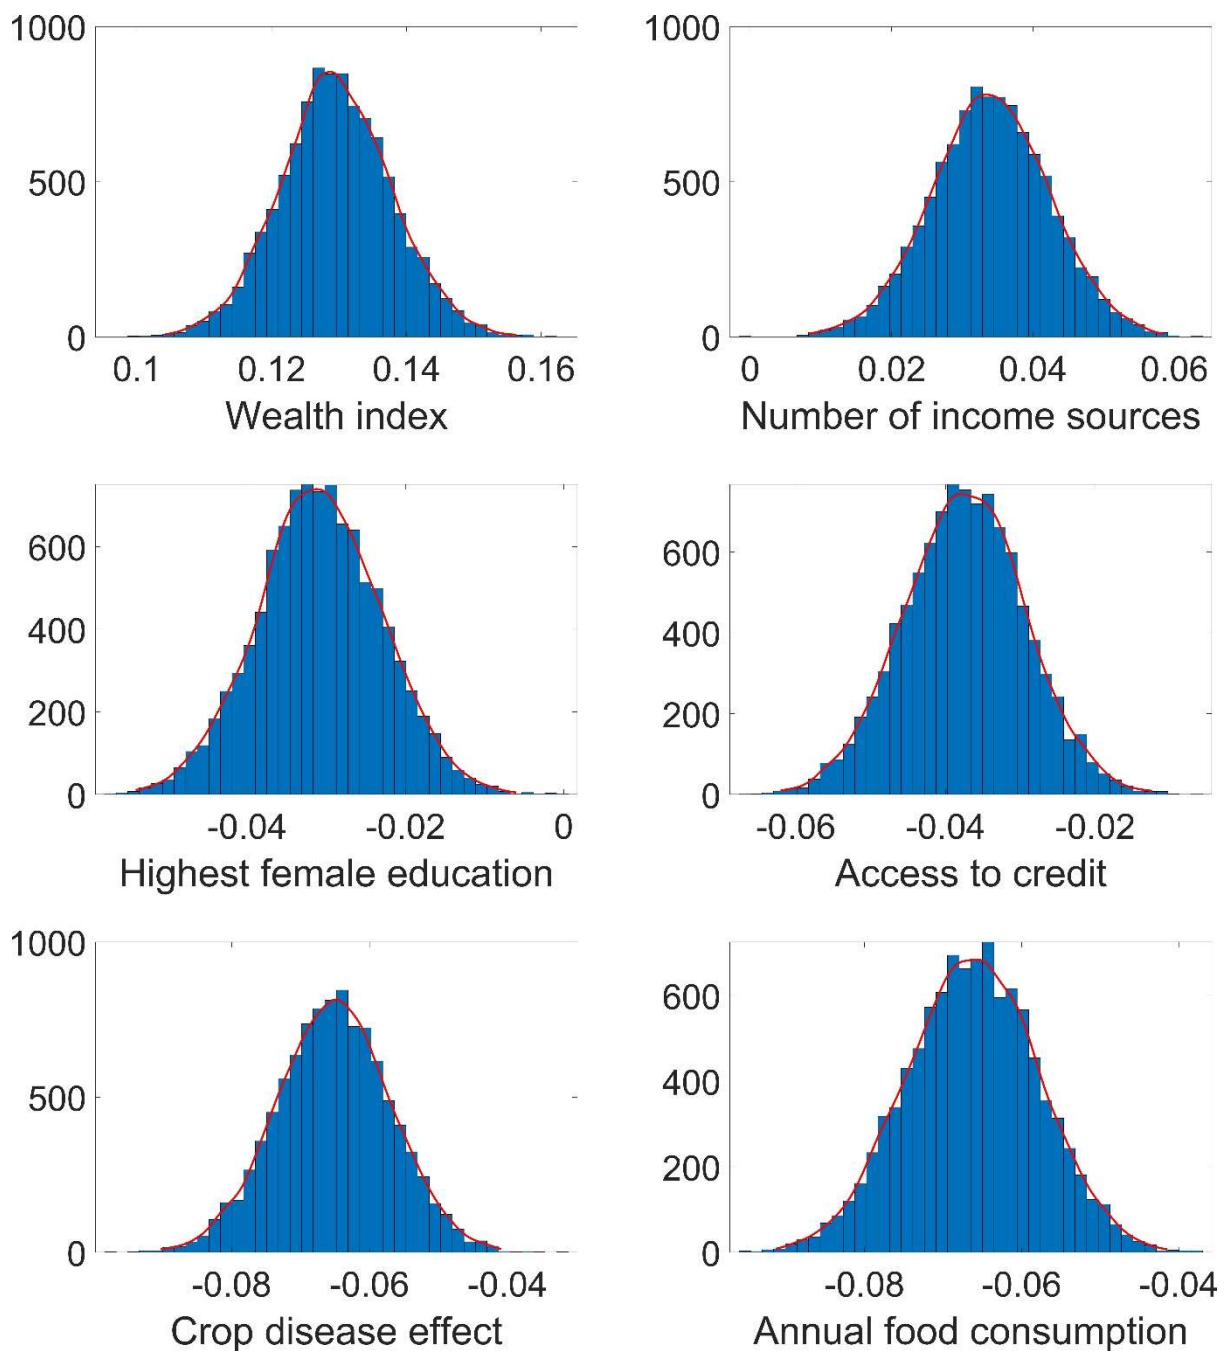 1000
500
0
0.1 0.12 0.14 0.16
Wealth index
1000
500
0
0 0.02 0.04 0.06
Number of income sources
600
400
200
0
-0.04 -0.02 0
Highest female education
600
400
200
0
-0.06 -0.04 -0.02
Access to credit
1000
500
0
-0.08 -0.06 -0.04
Crop disease effect
600
400
200
0
-0.08 -0.06 -0.04
Annual food consumption